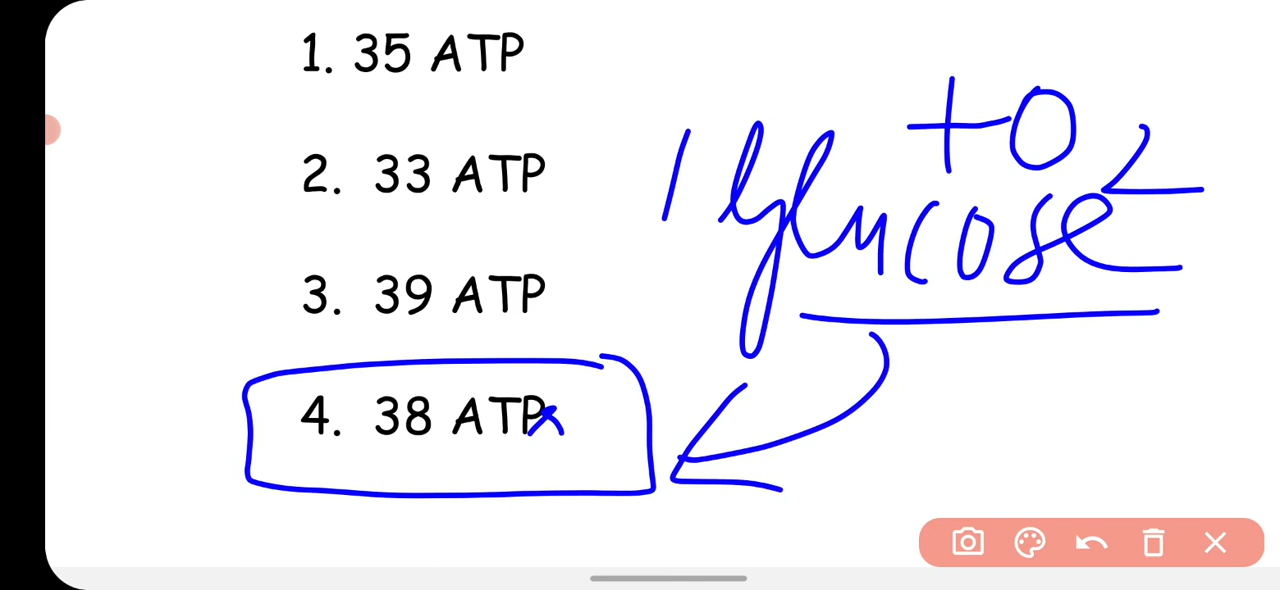 1. 35 ATP
2. 33 ATP
3. 39 ATP
4. 38 ATP
+O2
1 glucose